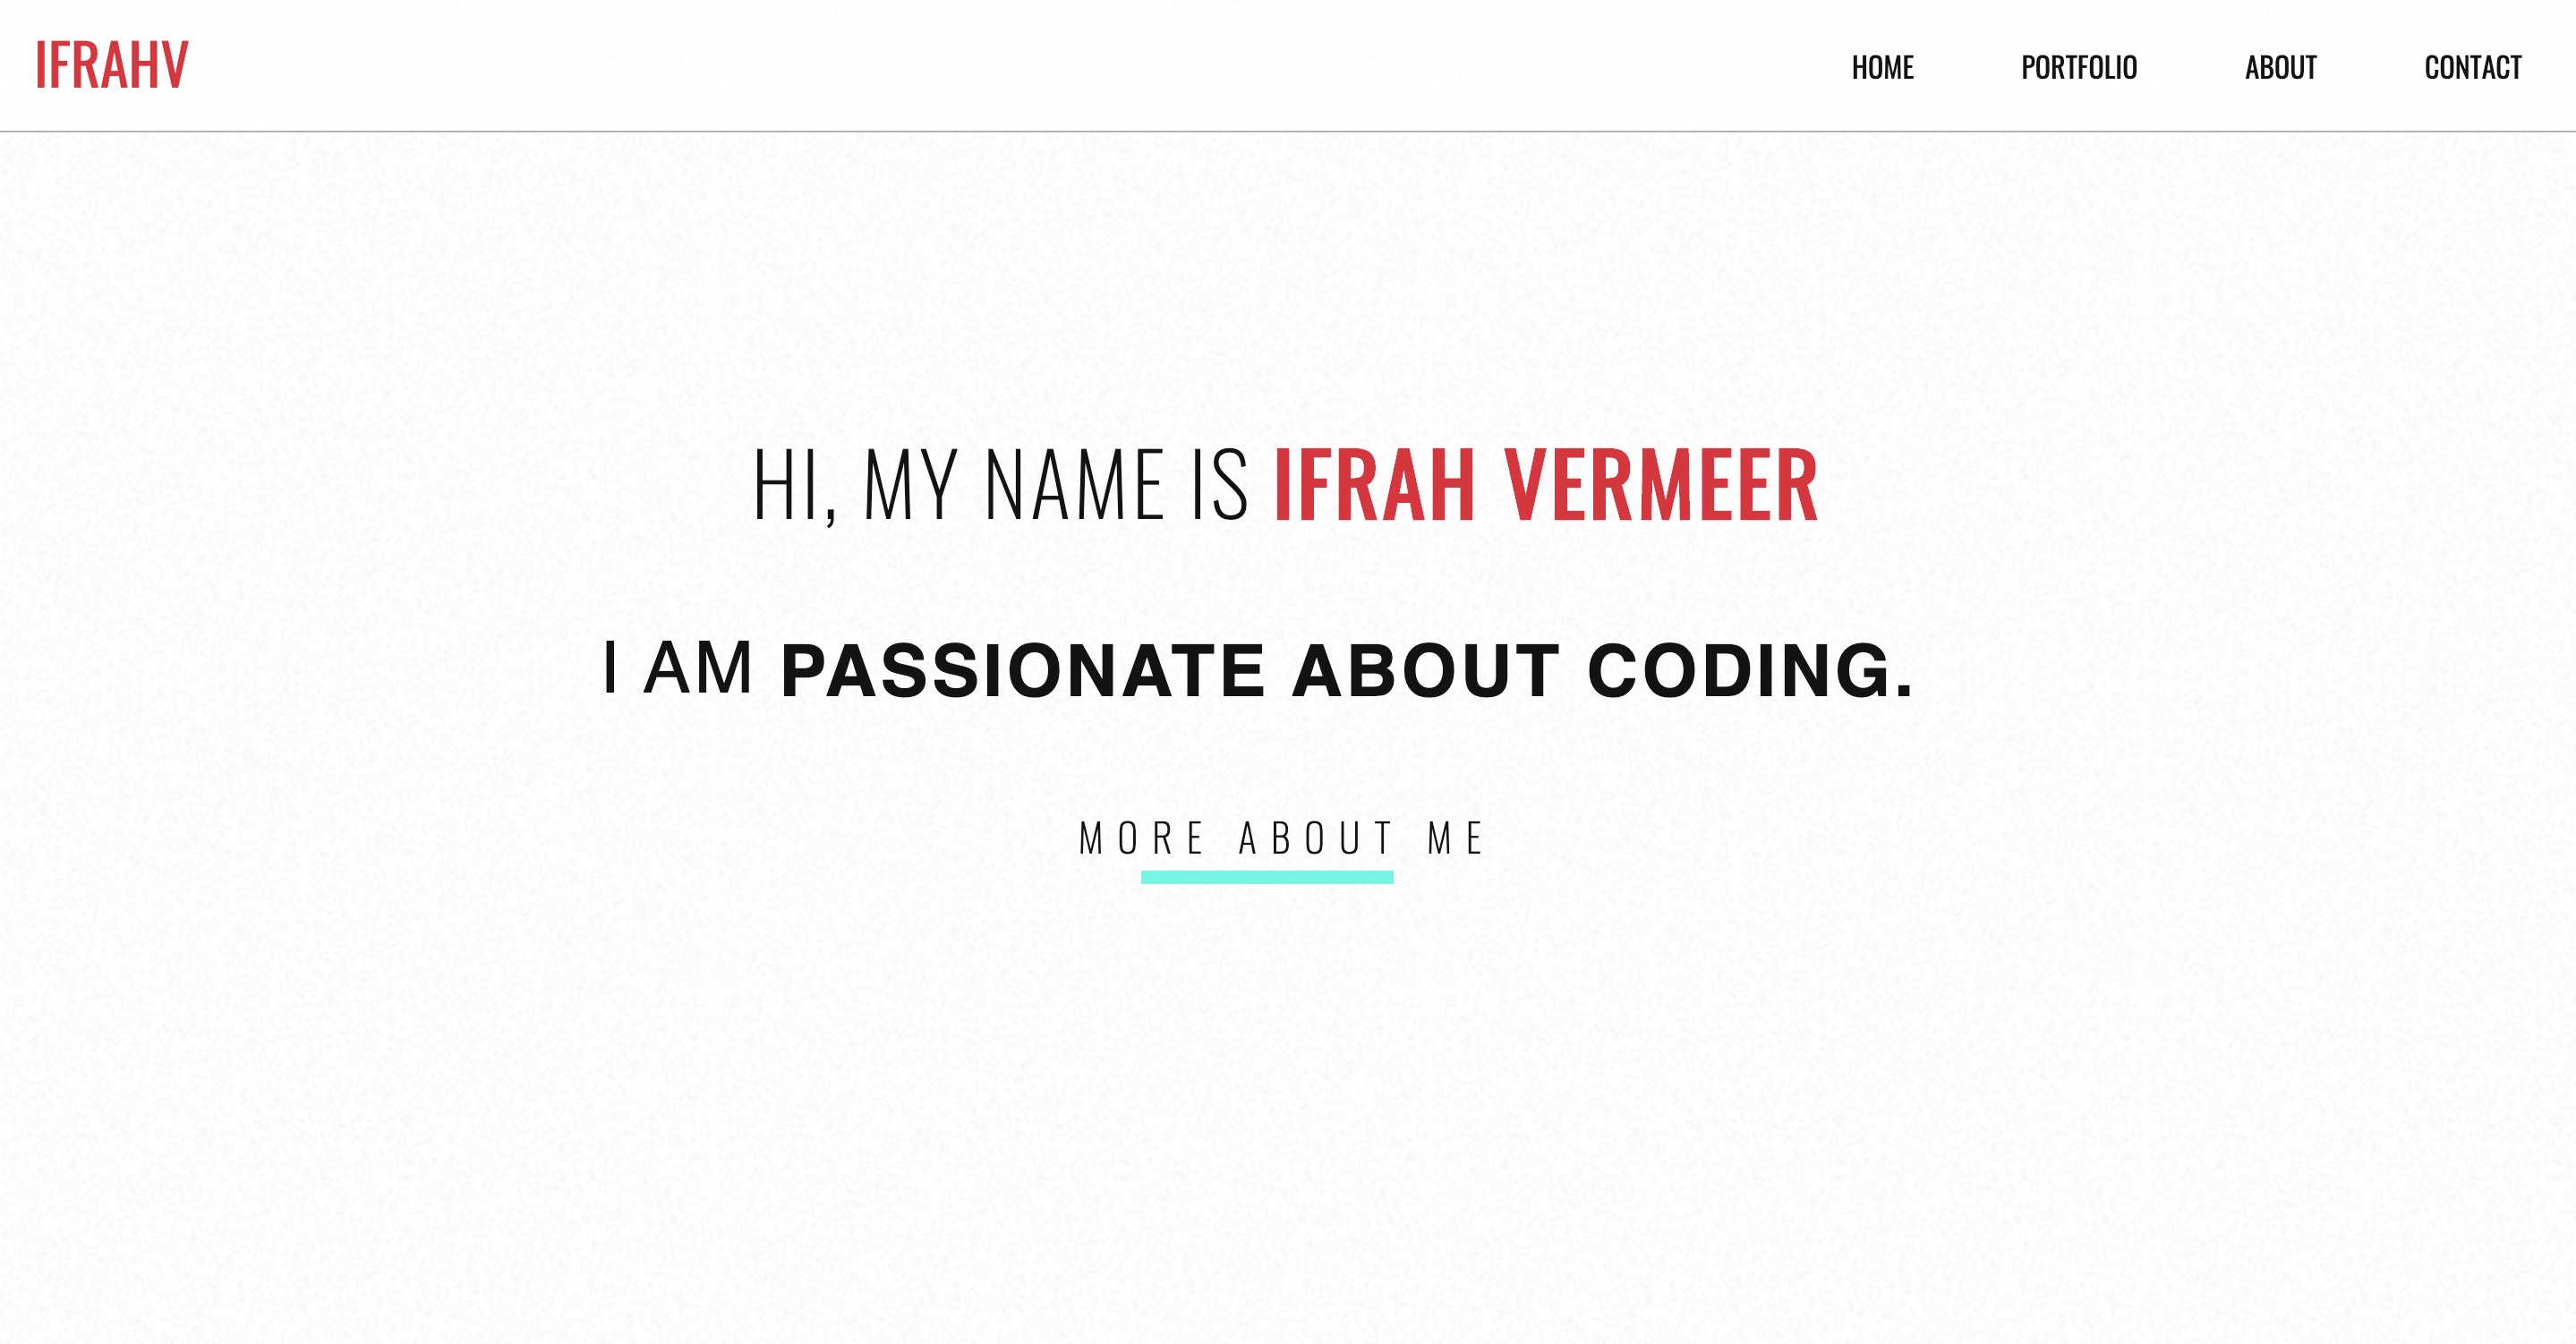 IFRAHV
HOME PORTFOLIO ABOUT CONTACT
HI, MY NAME IS IFRAH VERMEER
I AM PASSIONATE ABOUT CODING.
MORE ABOUT ME